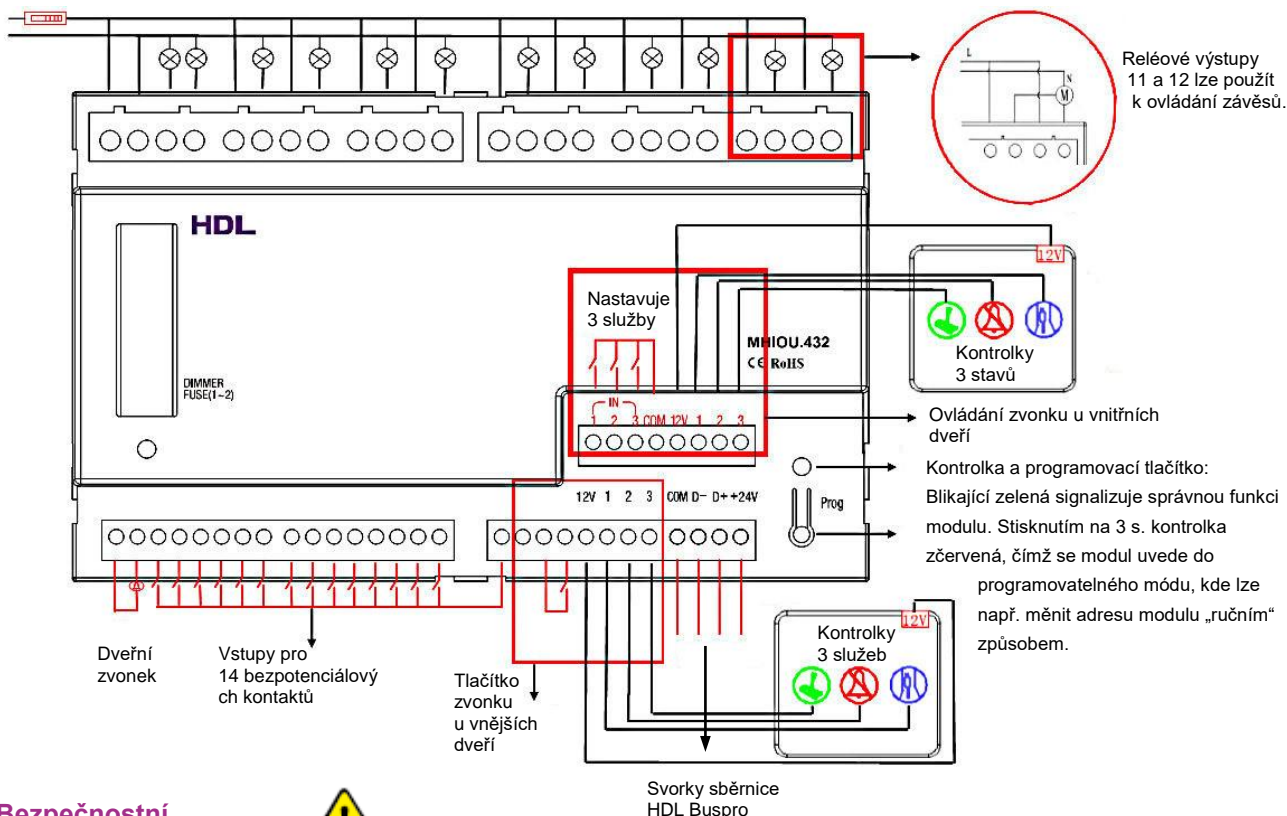 L
N
M
Reléové výstupy
11 a 12 lze použít
k ovládání závěsů.
HDL
12V
Nastavuje
3 služby
MHIOU.432
CE RoHS
Kontrolky
3 stavů
DIMMER
FUSE(1~2)
IN
1 2 3 COM 12V 1 2 3
Ovládání zvonku u vnitřních
dveří
Kontrolka a programovací tlačítko:
Blikající zelená signalizuje správnou funkci
modulu. Stisknutím na 3 s. kontrolka
zčervená, čímž se modul uvede do
programovatelného módu, kde lze
např. měnit adresu modulu „ručním“
způsobem.
12V 1 2 3 COM D- D+ +24V
Prog
12V
Kontrolky
3 služeb
Dveřní
zvonek
Vstupy pro
14 bezpotenciálový
ch kontaktů
Tlačítko
zvonku
u vnějších
dveří
Svorky sběrnice
HDL Buspro
Bezpečnostní